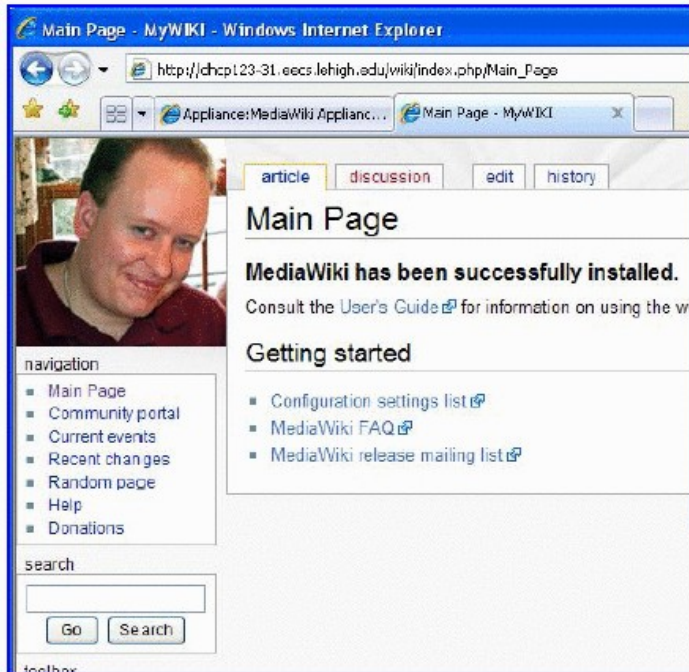 Main Page - MyWIKI - Windows Internet Explorer
http://dhcp123-31.eecs.lehigh.edu/wiki/index.php/Main_Page
Appliance:MediaWiki Applianc...
Main Page - MyWIKI
article
discussion
edit
history
Main Page
MediaWiki has been successfully installed.
Consult the User's Guide for information on using the w
Getting started
Configuration settings list
MediaWiki FAQ
MediaWiki release mailing list
navigation
Main Page
Community portal
Current events
Recent changes
Random page
Help
Donations
search
Go
Search
toolbox